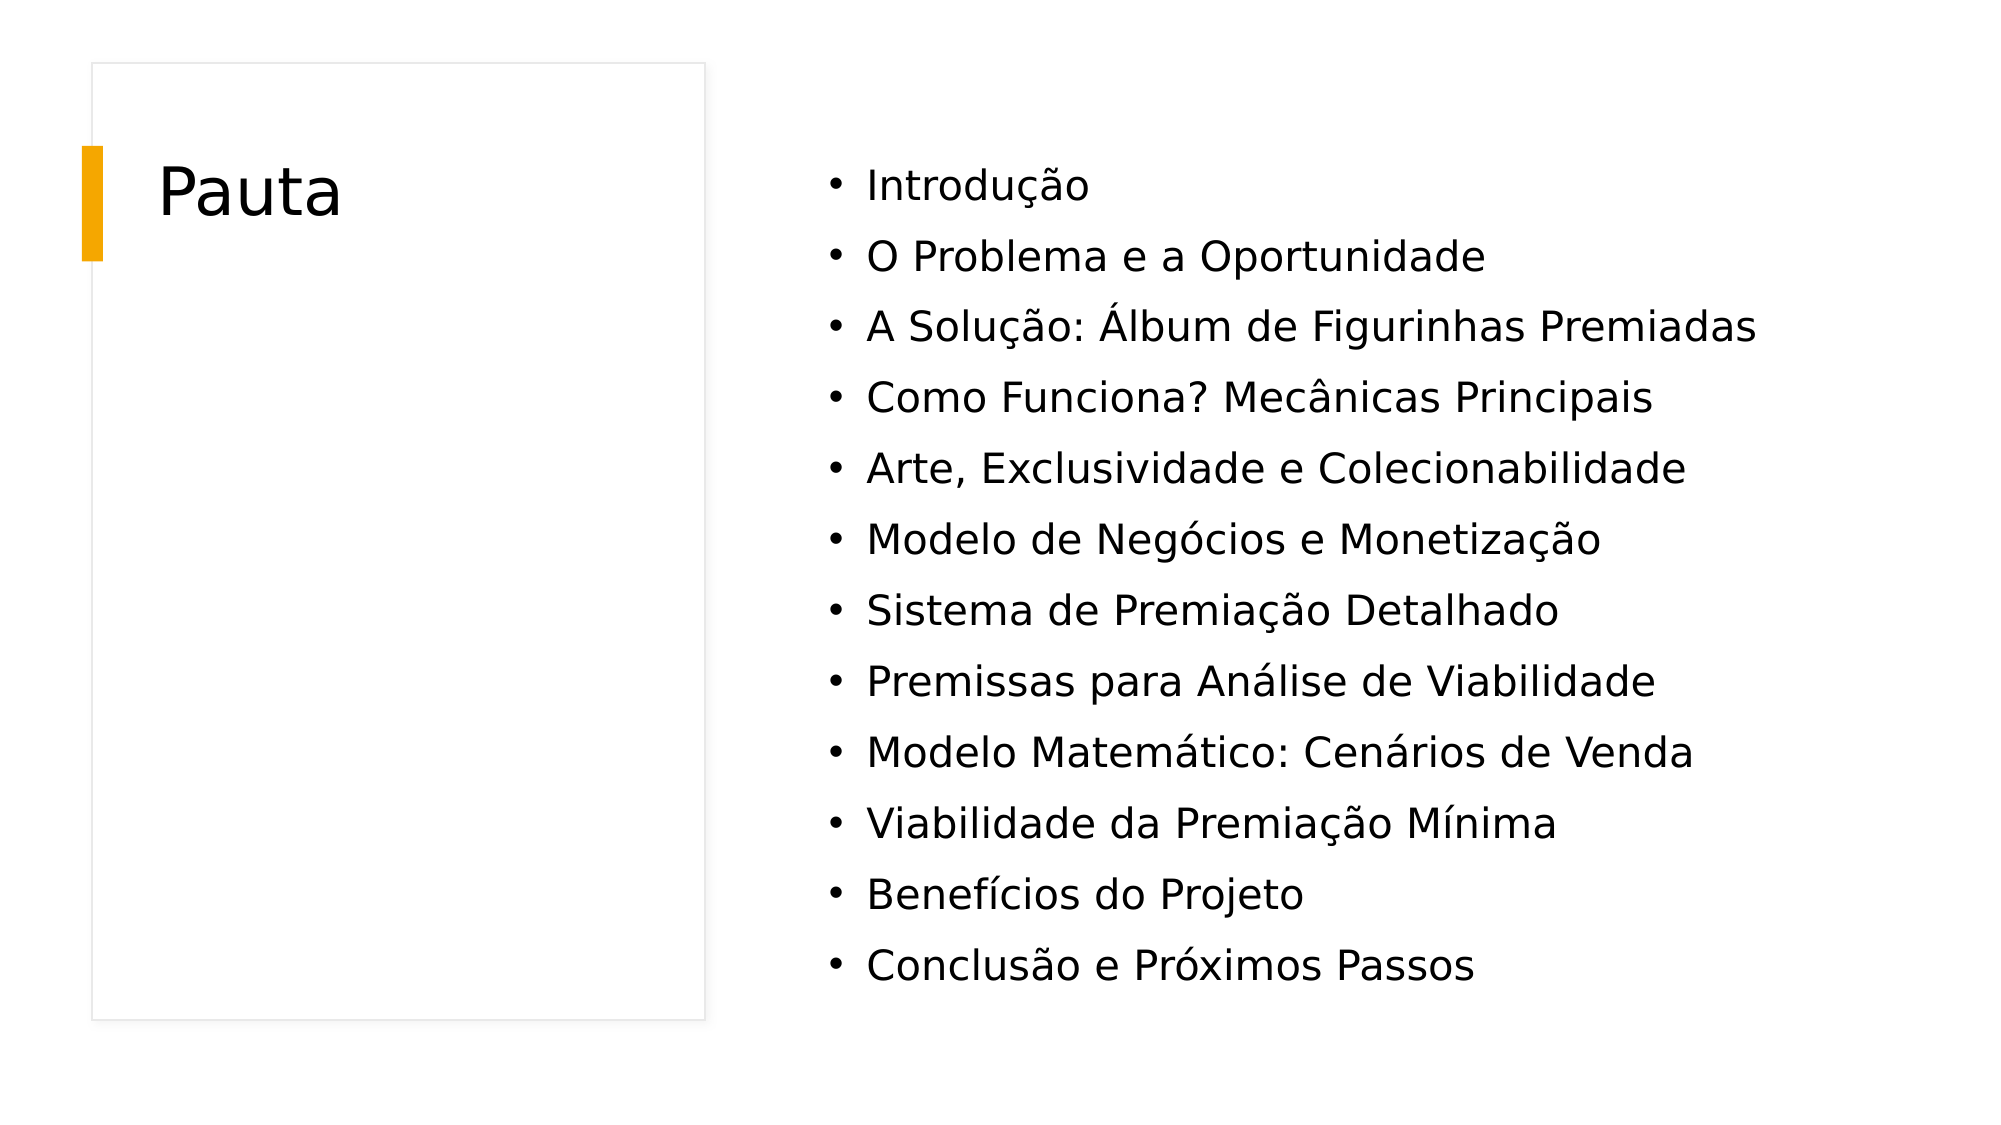 Pauta
• Introdução
• O Problema e a Oportunidade
• A Solução: Álbum de Figurinhas Premiadas
• Como Funciona? Mecânicas Principais
• Arte, Exclusividade e Colecionabilidade
• Modelo de Negócios e Monetização
• Sistema de Premiação Detalhado
• Premissas para Análise de Viabilidade
• Modelo Matemático: Cenários de Venda
• Viabilidade da Premiação Mínima
• Benefícios do Projeto
• Conclusão e Próximos Passos